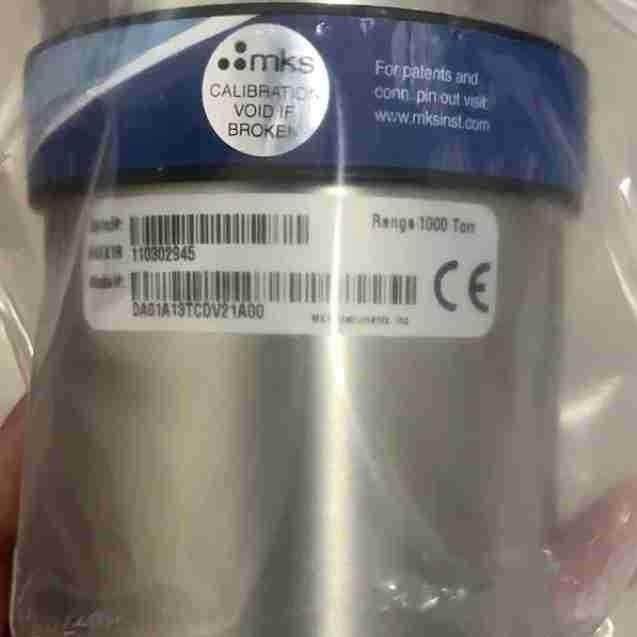 mks
CALIBRATION
VOID IF
BROKEN
For patents and
conn. pin out visit:
www.mksinst.com
Range 1000 Torr
110302945
DA01A13TCDV21A00
CE